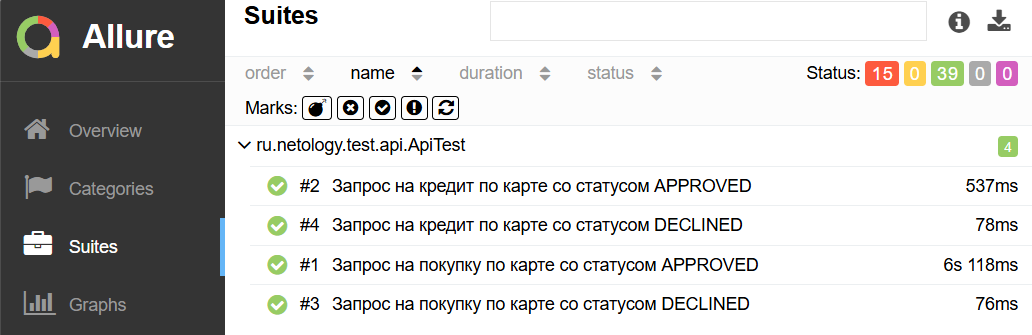 Allure
Overview
Categories
Suites
Graphs
Suites
order name duration status Status: 15 0 39 0 0
Marks:
ru.netology.test.api.ApiTest 4
#2 Запрос на кредит по карте со статусом APPROVED 537ms
#4 Запрос на кредит по карте со статусом DECLINED 78ms
#1 Запрос на покупку по карте со статусом APPROVED 6s 118ms
#3 Запрос на покупку по карте со статусом DECLINED 76ms